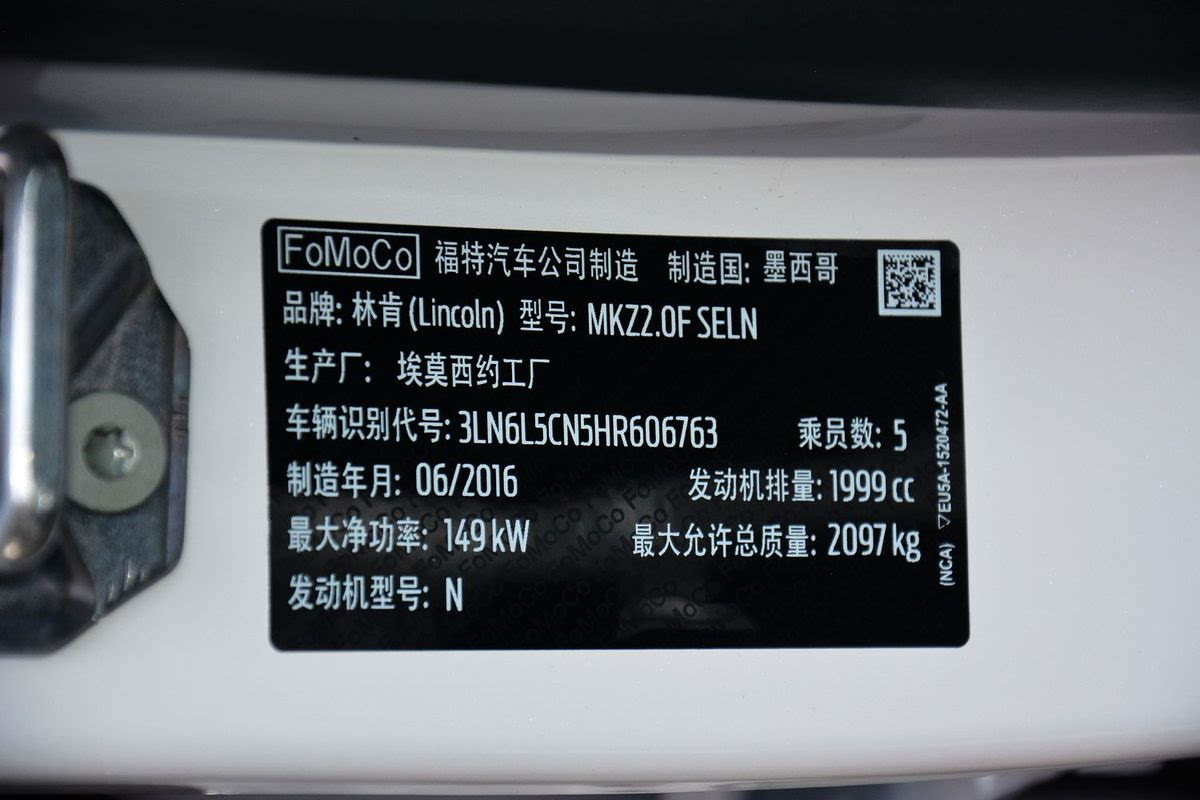 FoMoCo 福特汽车公司制造 制造国: 墨西哥
品牌: 林肯(Lincoln) 型号: MKZ2.0F SELN
生产厂: 埃莫西约工厂
车辆识别代号: 3LN6L5CN5HR606763 乘员数: 5
制造年月: 06/2016 发动机排量: 1999 cc
最大净功率: 149 kW 最大允许总质量: 2097 kg
发动机型号: N
(NCA) ▽EU5A-1520472-AA